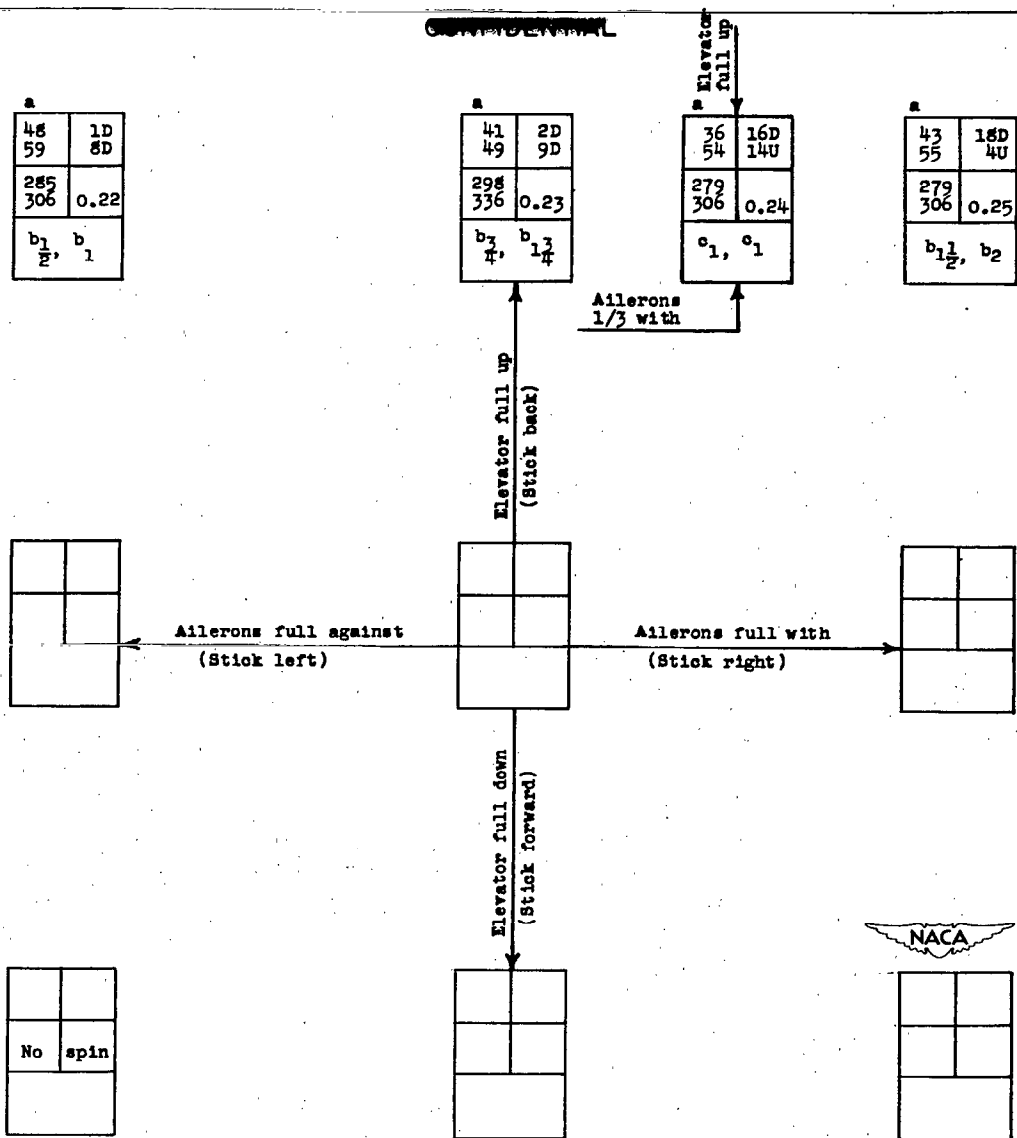 CONFIDENTIAL
Elevator
full up
a
48 1D
59 8D
285
306 0.22
b1/2, b1
a
41 2D
49 9D
298
336 0.23
b3/4, b1 3/4
a
36 16D
54 14U
279
306 0.24
c1, c1
a
43 18D
55 4U
279
306 0.25
b1 1/2, b2
Ailerons
1/3 with
Elevator full up
(Stick back)
Ailerons full against
(Stick left)
Ailerons full with
(Stick right)
Elevator full down
(Stick forward)
NACA
No spin